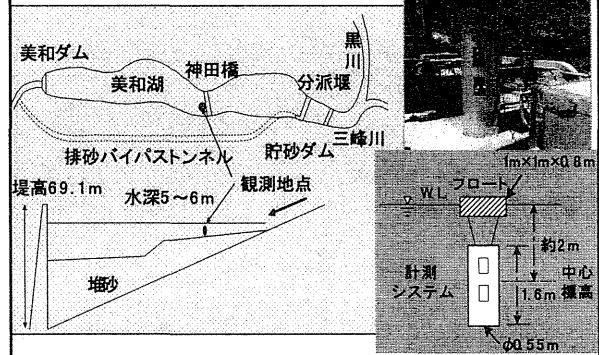 美和ダム
美和湖
神田橋
黒川
分派堰
三峰川
排砂バイパストンネル
貯砂ダム
堤高69.1m
水深5～6m
観測地点
堆砂
1m×1m×0.8m
W.L.
フロート
約2m
計測
システム
中心
標高
1.6m
φ0.55m